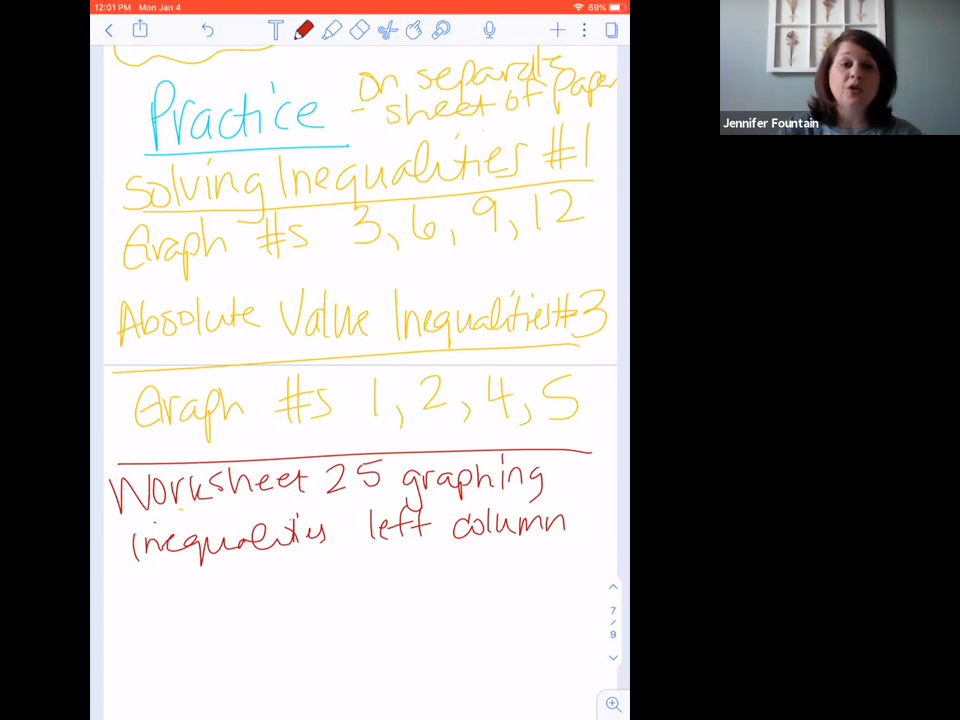 12:01 PM Mon Jan 4
69%
T
Jennifer Fountain
Practice
on separate
- sheet of paper
Solving Inequalities #1
Graph #s 3, 6, 9, 12
Absolute Value Inequalities #3
Graph #s 1, 2, 4, 5
Worksheet 25 graphing
inequalities left column
7
/
9